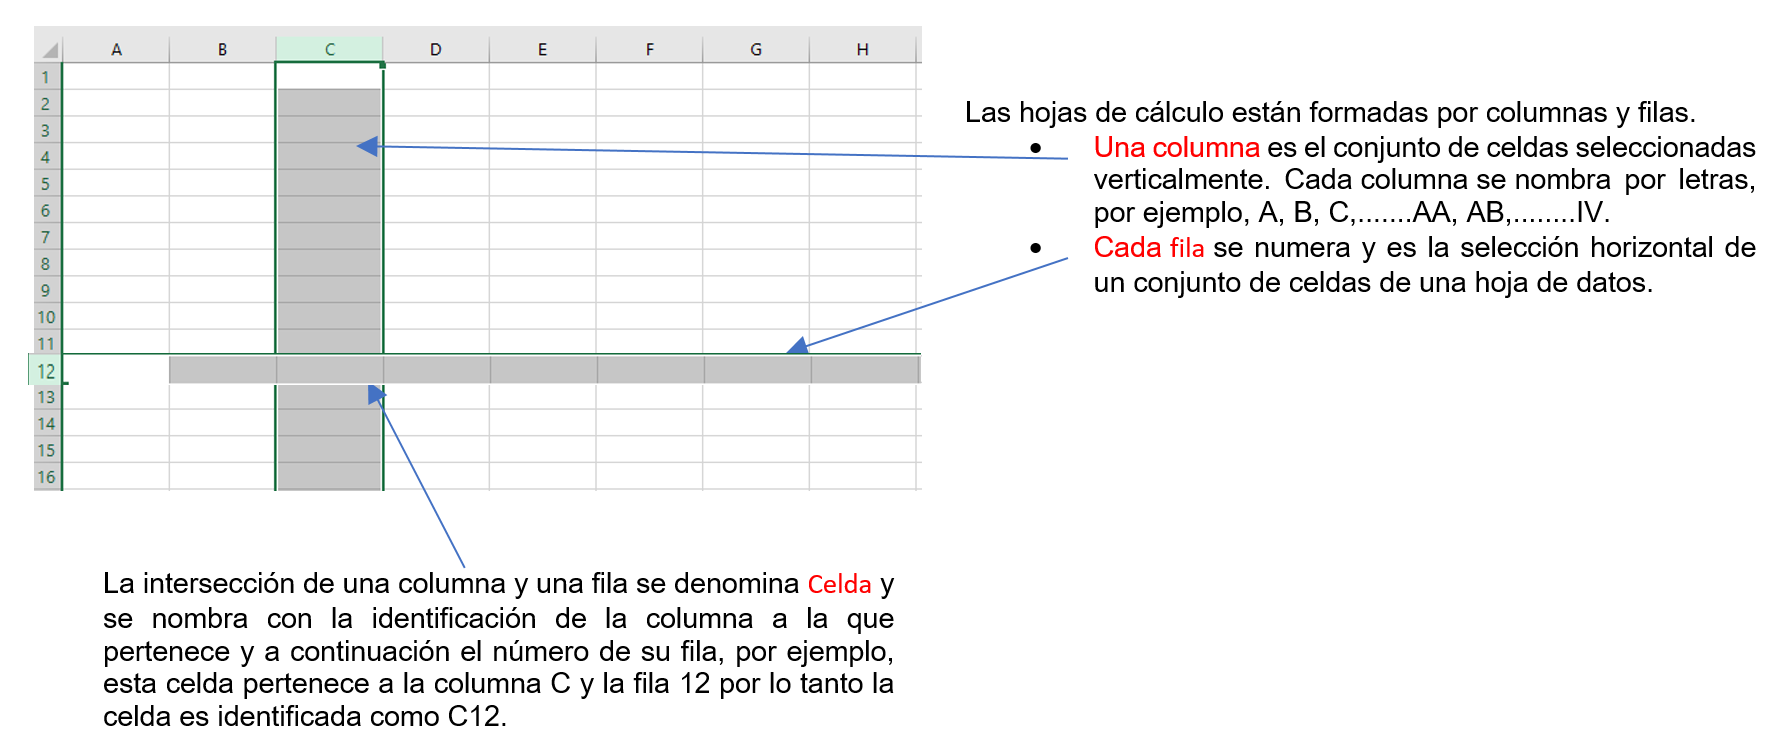 A B C D E F G H
1
2
3
4
5
6
7
8
9
10
11
12
13
14
15
16
Las hojas de cálculo están formadas por columnas y filas.
• Una columna es el conjunto de celdas seleccionadas
verticalmente. Cada columna se nombra por letras,
por ejemplo, A, B, C,.......AA, AB,........IV.
• Cada fila se numera y es la selección horizontal de
un conjunto de celdas de una hoja de datos.
La intersección de una columna y una fila se denomina Celda y
se nombra con la identificación de la columna a la que
pertenece y a continuación el número de su fila, por ejemplo,
esta celda pertenece a la columna C y la fila 12 por lo tanto la
celda es identificada como C12.